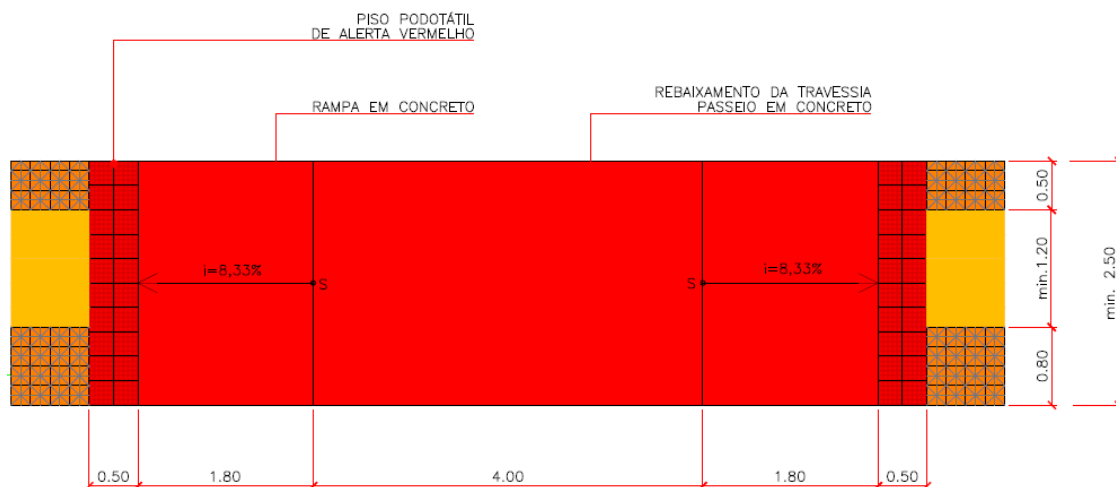 PISO PODOTÁTIL
DE ALERTA VERMELHO
RAMPA EM CONCRETO
REBAIXAMENTO DA TRAVESSIA
PASSEIO EM CONCRETO
i=8,33%
S
S
i=8,33%
0.50
min.1.20
0.80
min. 2.50
0.50
1.80
4.00
1.80
0.50